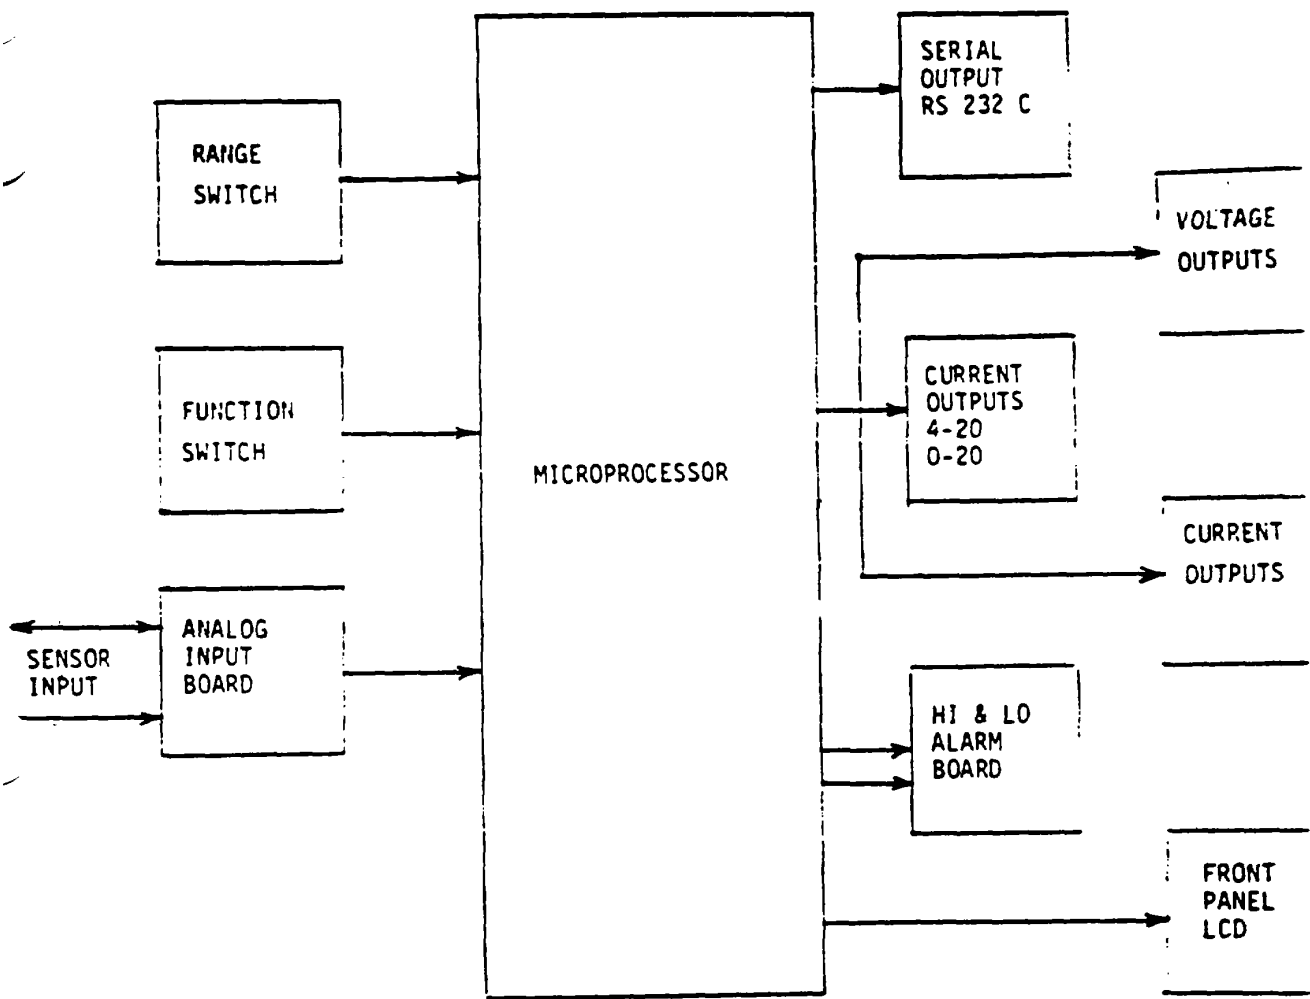 RANGE
SWITCH
FUNCTION
SWITCH
SENSOR
INPUT
ANALOG
INPUT
BOARD
MICROPROCESSOR
SERIAL
OUTPUT
RS 232 C
VOLTAGE
OUTPUTS
CURRENT
OUTPUTS
4-20
0-20
CURRENT
OUTPUTS
HI & LO
ALARM
BOARD
FRONT
PANEL
LCD